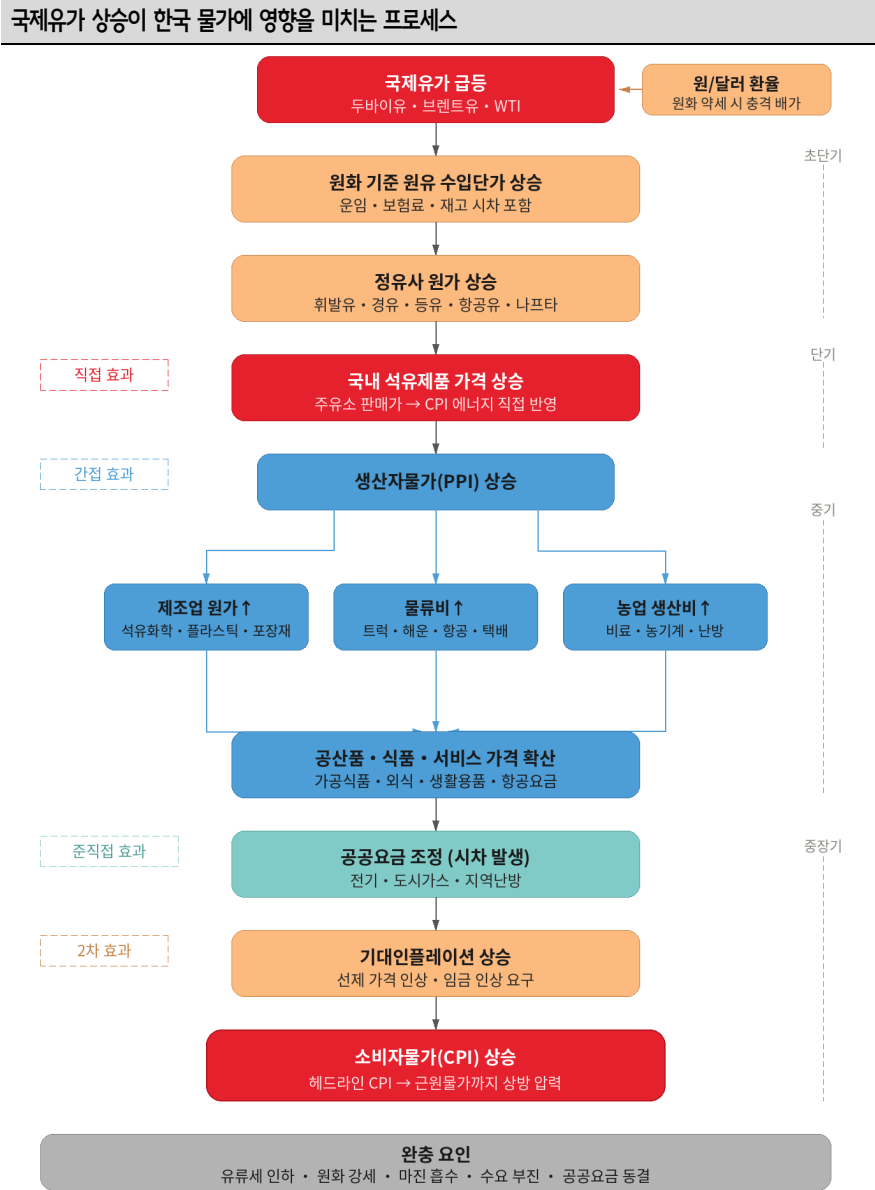 국제유가 상승이 한국 물가에 영향을 미치는 프로세스
국제유가 급등
두바이유・브렌트유・WTI
원/달러 환율
원화 약세 시 충격 배가
초단기
원화 기준 원유 수입단가 상승
운임・보험료・재고 시차 포함
정유사 원가 상승
휘발유・경유・등유・항공유・나프타
단기
직접 효과
국내 석유제품 가격 상승
주유소 판매가 → CPI 에너지 직접 반영
간접 효과
생산자물가(PPI) 상승
중기
제조업 원가↑
석유화학・플라스틱・포장재
물류비↑
트럭・해운・항공・택배
농업 생산비↑
비료・농기계・난방
공산품・식품・서비스 가격 확산
가공식품・외식・생활용품・항공요금
준직접 효과
공공요금 조정 (시차 발생)
전기・도시가스・지역난방
중장기
2차 효과
기대인플레이션 상승
선제 가격 인상・임금 인상 요구
소비자물가(CPI) 상승
헤드라인 CPI → 근원물가까지 상방 압력
완충 요인
유류세 인하 ・ 원화 강세 ・ 마진 흡수 ・ 수요 부진 ・ 공공요금 동결